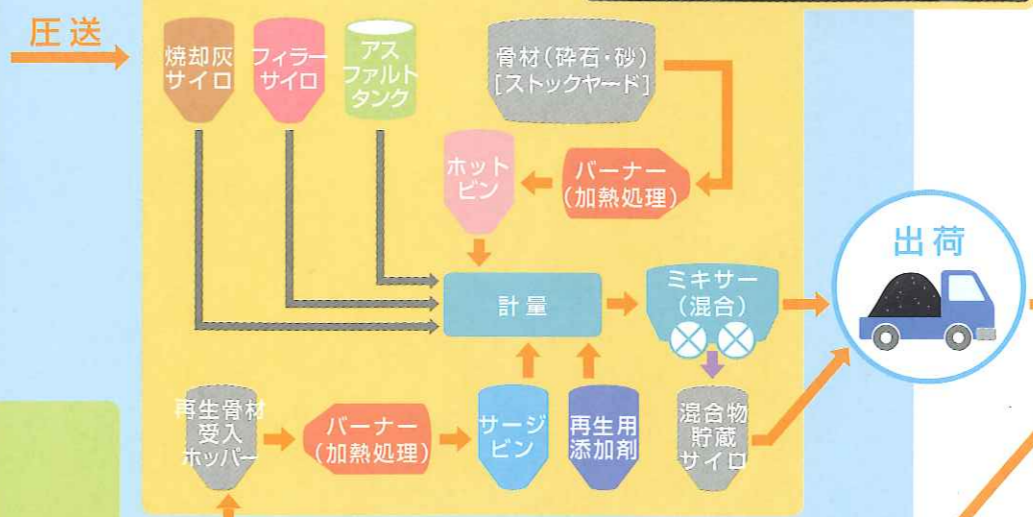 圧送
焼却灰
サイロ
フィラー
サイロ
アス
ファルト
タンク
骨材(砕石・砂)
[ストックヤード]
ホット
ビン
バーナー
(加熱処理)
計量
ミキサー
(混合)
出荷
再生骨材
受入
ホッパー
バーナー
(加熱処理)
サージ
ビン
再生用
添加剤
混合物
貯蔵
サイロ